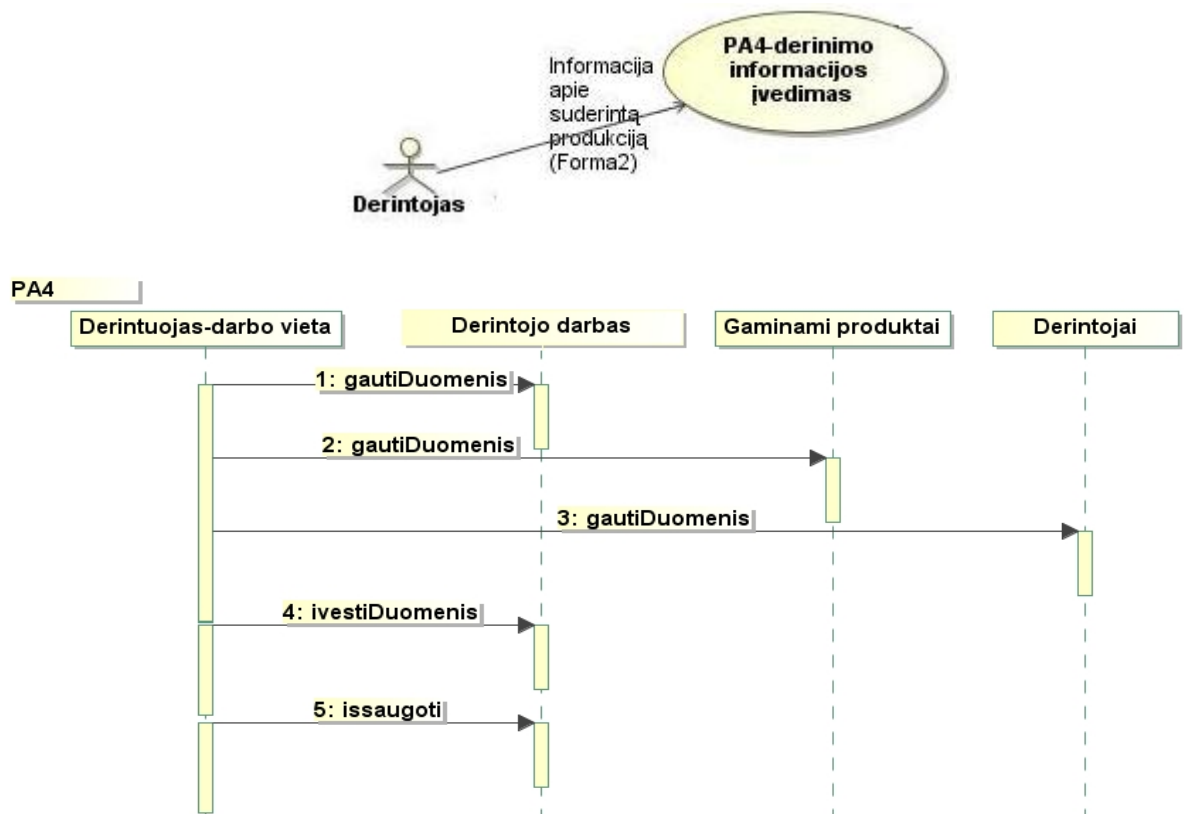 PA4-derinimo
informacijos
įvedimas
Informacija
apie
suderintą
produkciją
(Forma2)
Derintojas
PA4
Derintuojas-darbo vieta
Derintojo darbas
Gaminami produktai
Derintojai
1: gautiDuomenis
2: gautiDuomenis
3: gautiDuomenis
4: ivestiDuomenis
5: issaugoti